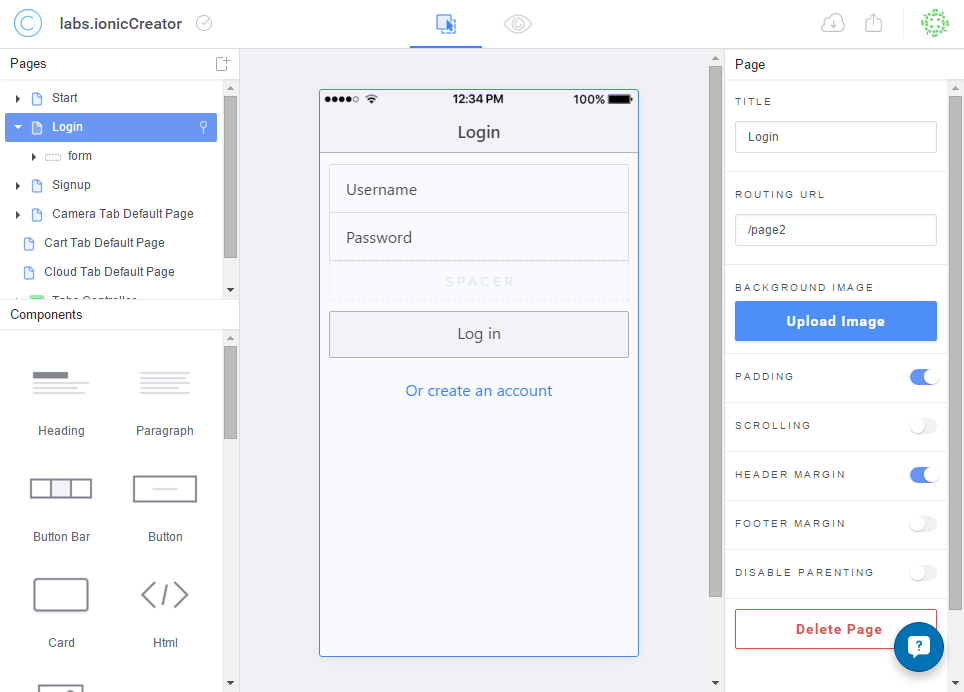 labs.ionicCreator
Pages
Start
Login
form
Signup
Camera Tab Default Page
Cart Tab Default Page
Cloud Tab Default Page
Tabs Controller
Components
Heading
Paragraph
Button Bar
Button
Card
Html
12:34 PM
100%
Login
Username
Password
SPACER
Log in
Or create an account
Page
TITLE
Login
ROUTING URL
/page2
BACKGROUND IMAGE
Upload Image
PADDING
SCROLLING
HEADER MARGIN
FOOTER MARGIN
DISABLE PARENTING
Delete Page